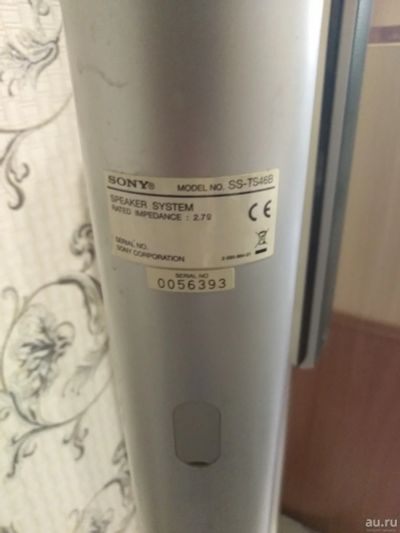 SONY® MODEL NO. SS-TS46B
SPEAKER SYSTEM
RATED IMPEDANCE : 2.7Ω
CE
SERIAL NO.
SONY CORPORATION
SERIAL NO
0056393
au.ru